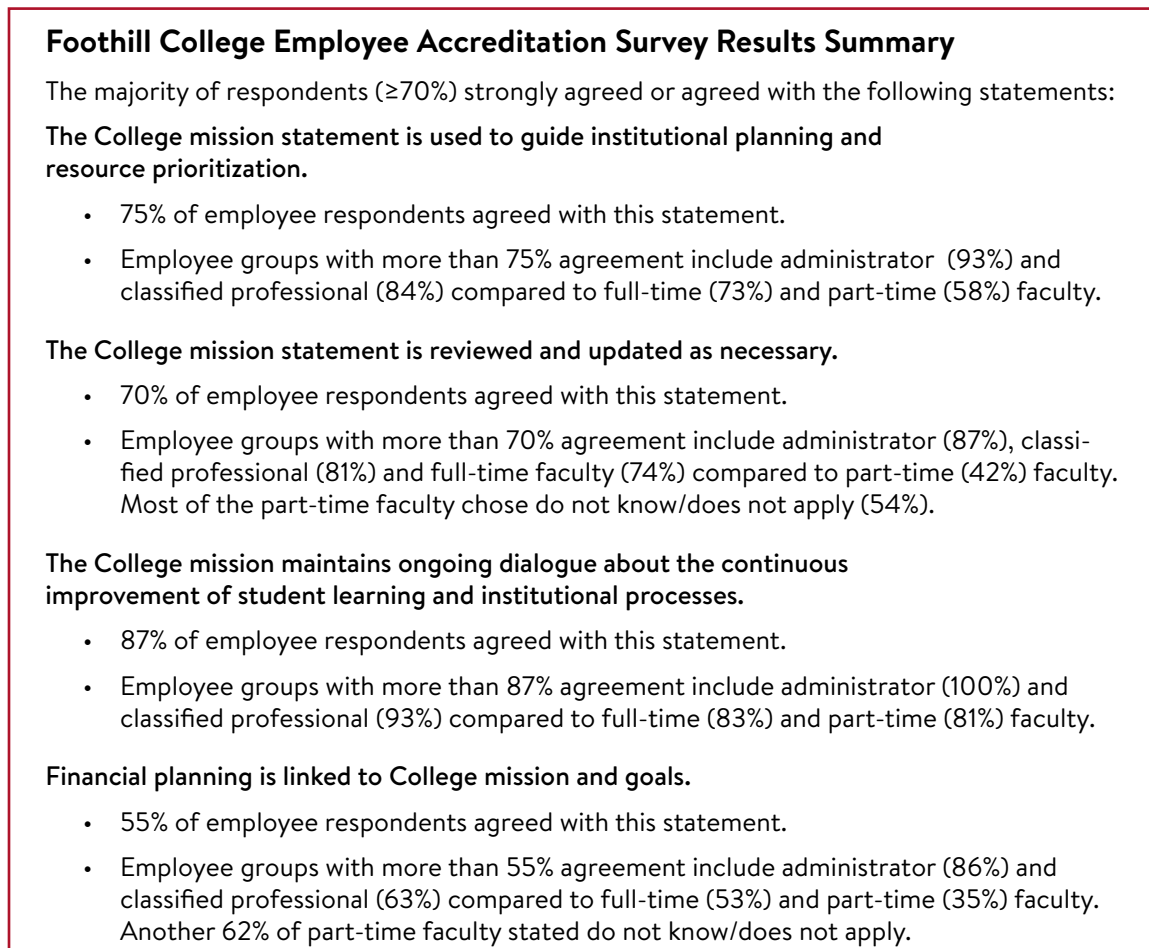 Foothill College Employee Accreditation Survey Results Summary
The majority of respondents (≥70%) strongly agreed or agreed with the following statements:
The College mission statement is used to guide institutional planning and
resource prioritization.
• 75% of employee respondents agreed with this statement.
• Employee groups with more than 75% agreement include administrator  (93%) and
classified professional (84%) compared to full-time (73%) and part-time (58%) faculty.
The College mission statement is reviewed and updated as necessary.
• 70% of employee respondents agreed with this statement.
• Employee groups with more than 70% agreement include administrator (87%), classi-
fied professional (81%) and full-time faculty (74%) compared to part-time (42%) faculty.
Most of the part-time faculty chose do not know/does not apply (54%).
The College mission maintains ongoing dialogue about the continuous
improvement of student learning and institutional processes.
• 87% of employee respondents agreed with this statement.
• Employee groups with more than 87% agreement include administrator (100%) and
classified professional (93%) compared to full-time (83%) and part-time (81%) faculty.
Financial planning is linked to College mission and goals.
• 55% of employee respondents agreed with this statement.
• Employee groups with more than 55% agreement include administrator (86%) and
classified professional (63%) compared to full-time (53%) and part-time (35%) faculty.
Another 62% of part-time faculty stated do not know/does not apply.